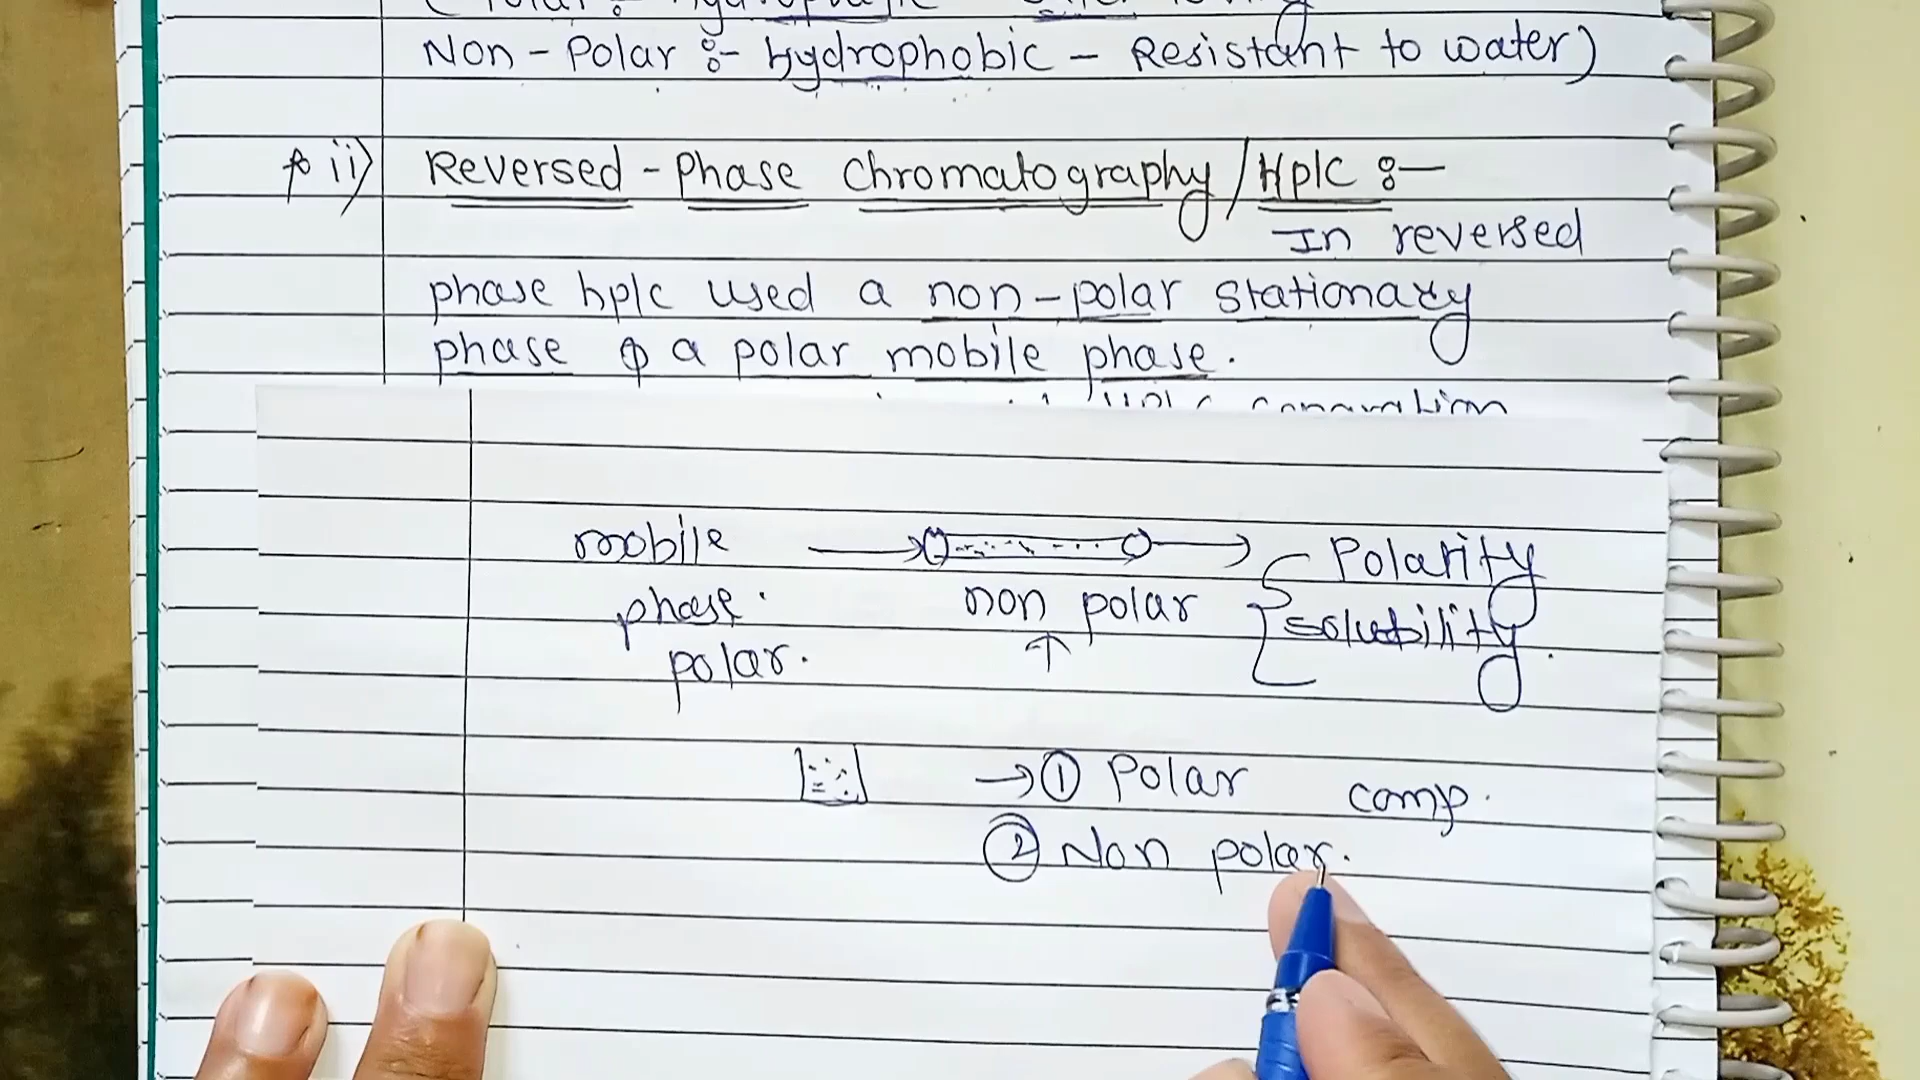 Non-Polar :- Hydrophobic - Resistant to water)
ii) Reversed-Phase Chromatography/Hplc :-
In reversed
phase hplc used a non-polar stationary
phase & a polar mobile phase.
mobile → → Polarity
phase. non polar solubility.
polar. ↑
→ ① Polar comp.
② Non polar.